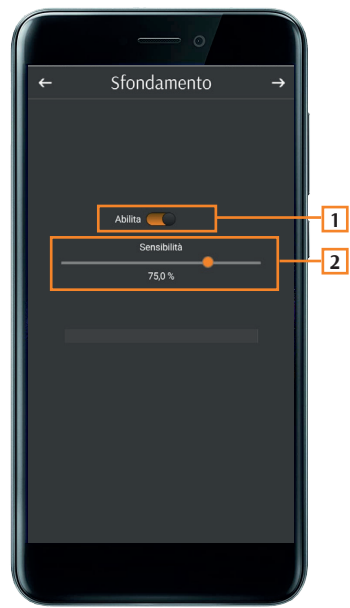 Sfondamento
Abilita
1
Sensibilità
75,0 %
2